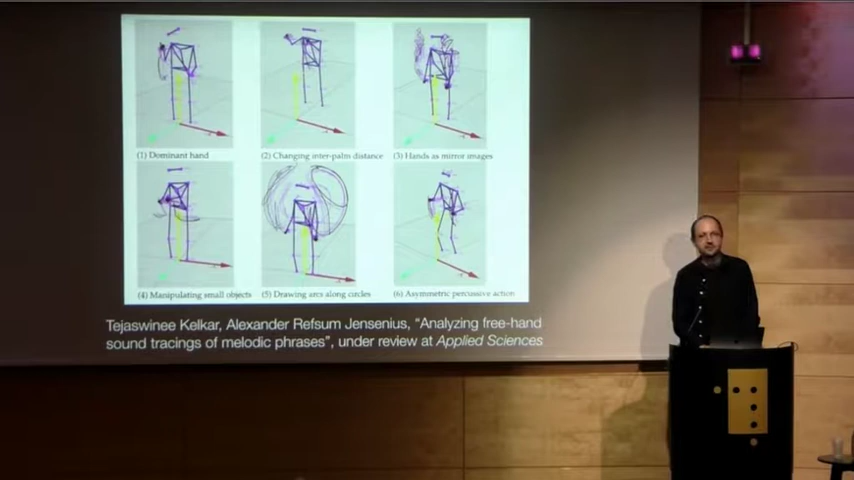 (1) Dominant hand
(2) Changing inter-palm distance
(3) Hands as mirror images
(4) Manipulating small objects
(5) Drawing arcs along circles
(6) Asymmetric percussive action
Tejaswinee Kelkar, Alexander Refsum Jensenius, “Analyzing free-hand
sound tracings of melodic phrases”, under review at Applied Sciences